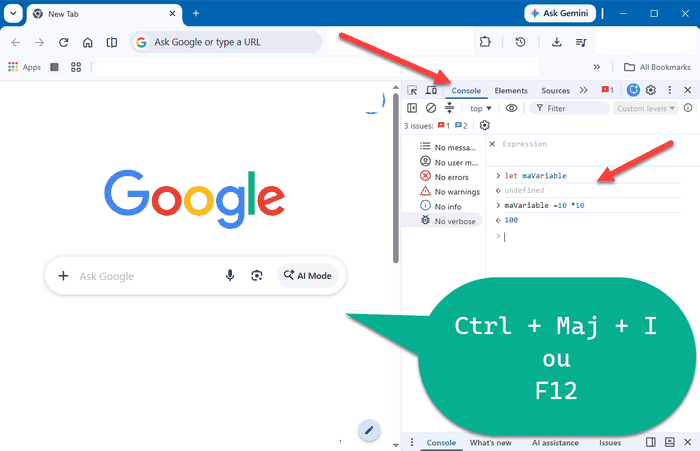 New Tab
Ask Gemini
Ask Google or type a URL
Apps
All Bookmarks
Console Elements Sources
1
top
Filter
Custom levels
3 issues: 1 2
No messa...
No user m...
No errors
No warnings
No info
No verbose
Expression
let maVariable
undefined
maVariable =10 *10
100
Google
Ask Google
AI Mode
Ctrl + Maj + I
ou
F12
Console What's new AI assistance Issues